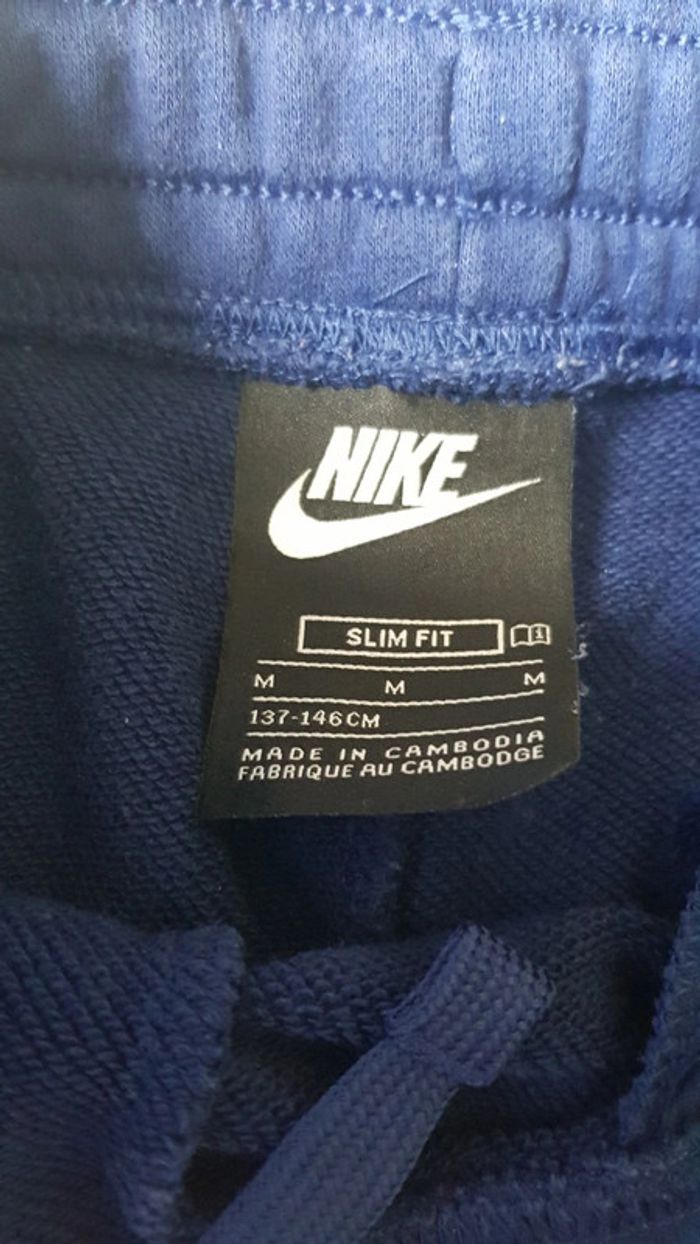 NIKE
SLIM FIT
M M M
137-146CM
MADE IN CAMBODIA
FABRIQUE AU CAMBODGE